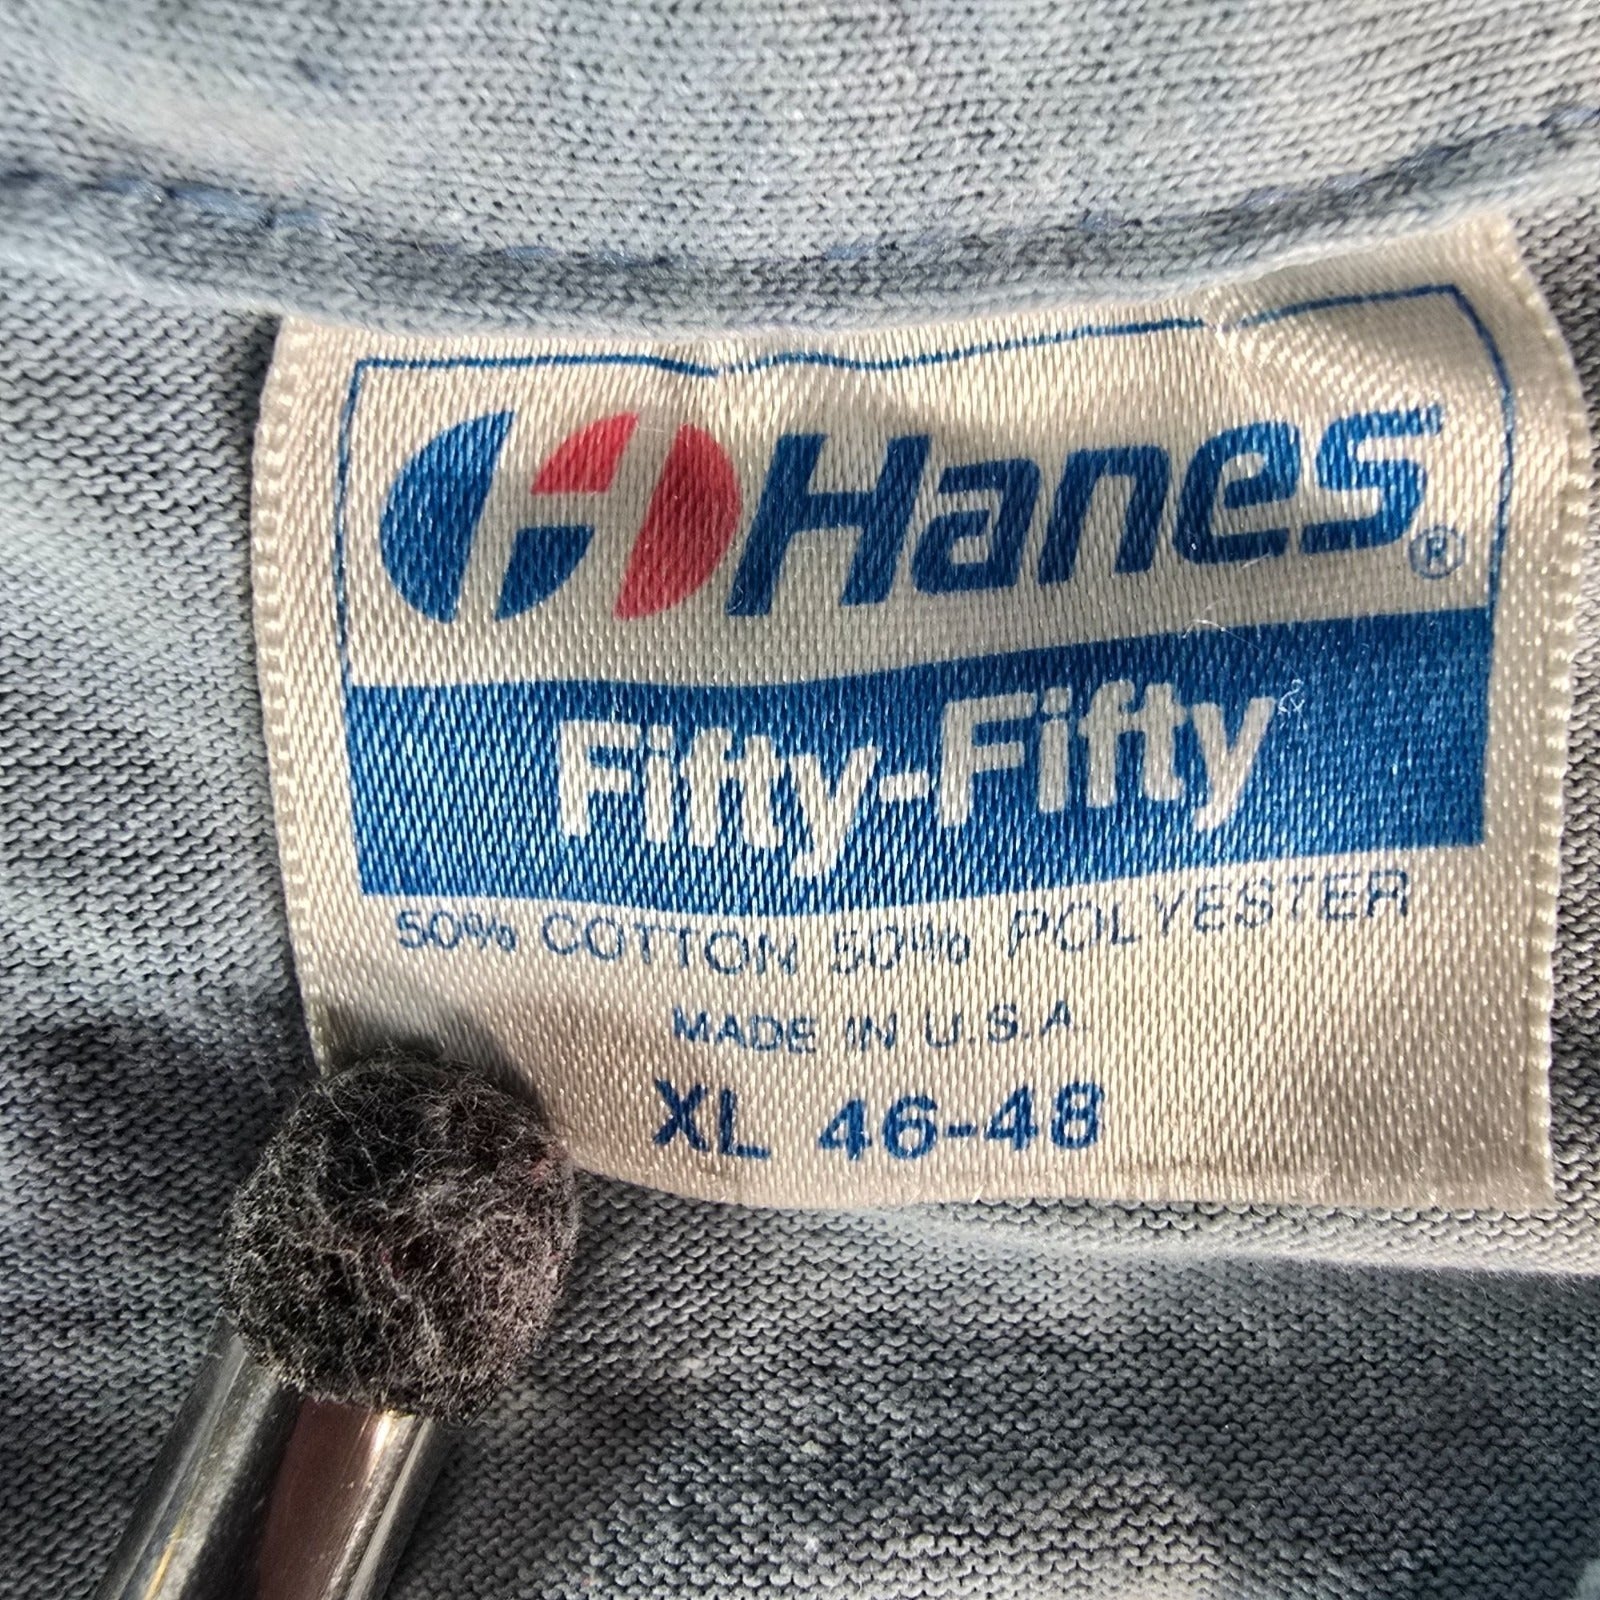 Hanes®
Fifty-Fifty
50% COTTON 50% POLYESTER
MADE IN U.S.A.
XL 46-48